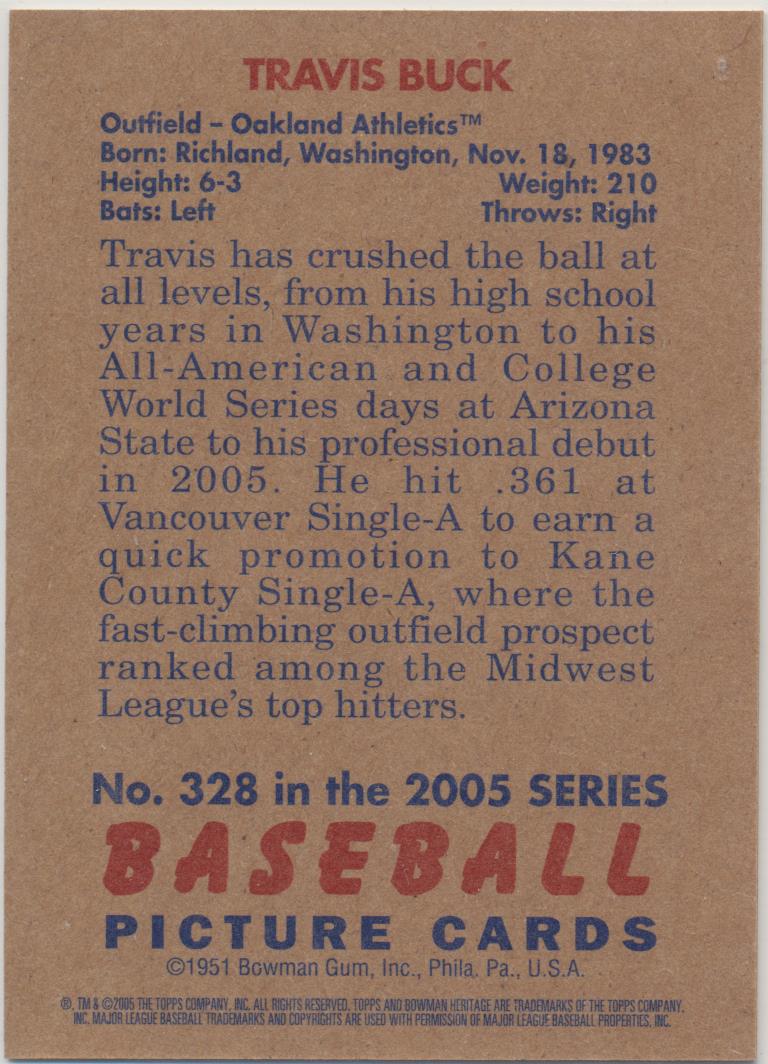 TRAVIS BUCK
Outfield – Oakland Athletics™
Born: Richland, Washington, Nov. 18, 1983
Height: 6-3 Weight: 210
Bats: Left Throws: Right
Travis has crushed the ball at
all levels, from his high school
years in Washington to his
All-American and College
World Series days at Arizona
State to his professional debut
in 2005. He hit .361 at
Vancouver Single-A to earn a
quick promotion to Kane
County Single-A, where the
fast-climbing outfield prospect
ranked among the Midwest
League's top hitters.
No. 328 in the 2005 SERIES
BASEBALL
PICTURE CARDS
©1951 Bowman Gum, Inc., Phila. Pa., U.S.A.
®, TM & ©2005 THE TOPPS COMPANY, INC. ALL RIGHTS RESERVED. TOPPS AND BOWMAN HERITAGE ARE TRADEMARKS OF THE TOPPS COMPANY,
INC. MAJOR LEAGUE BASEBALL TRADEMARKS AND COPYRIGHTS ARE USED WITH PERMISSION OF MAJOR LEAGUE BASEBALL PROPERTIES, INC.